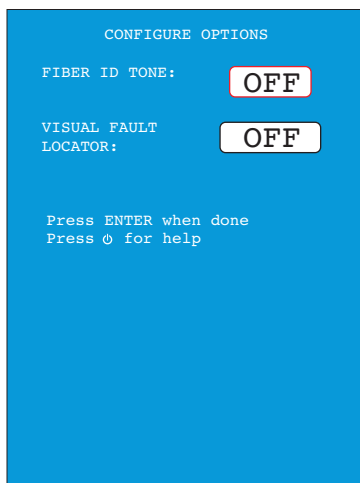 CONFIGURE OPTIONS
FIBER ID TONE: OFF
VISUAL FAULT
LOCATOR: OFF
Press ENTER when done
Press ⏻ for help